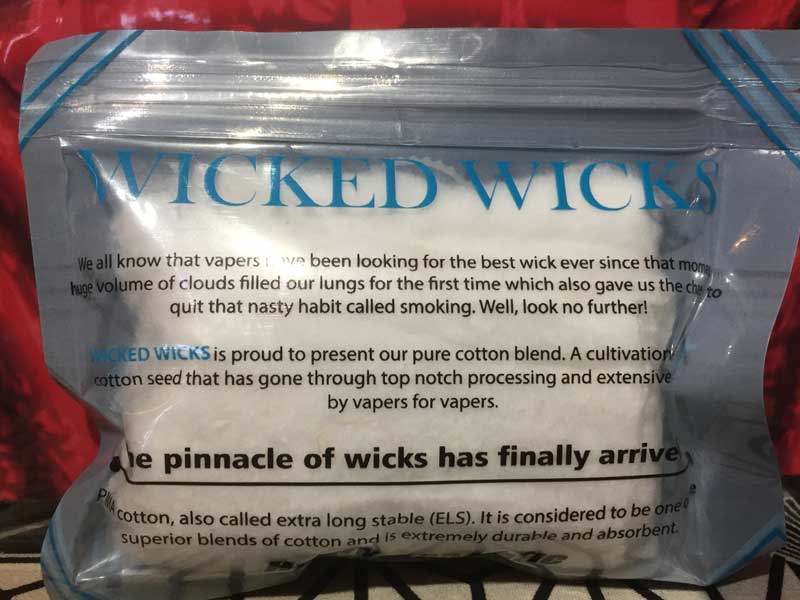 WICKED WICKS
We all know that vapers have been looking for the best wick ever since that
huge volume of clouds filled our lungs for the first time which also gave us the to
quit that nasty habit called smoking. Well, look no further!
WICKED WICKS is proud to present our pure cotton blend. A cultivation
cotton seed that has gone through top notch processing and extensive
by vapers for vapers.
pinnacle of wicks has finally
cotton, also called extra long stable (ELS). It is considered to be one
superior blends of cotton and is extremely durable and absorbent.